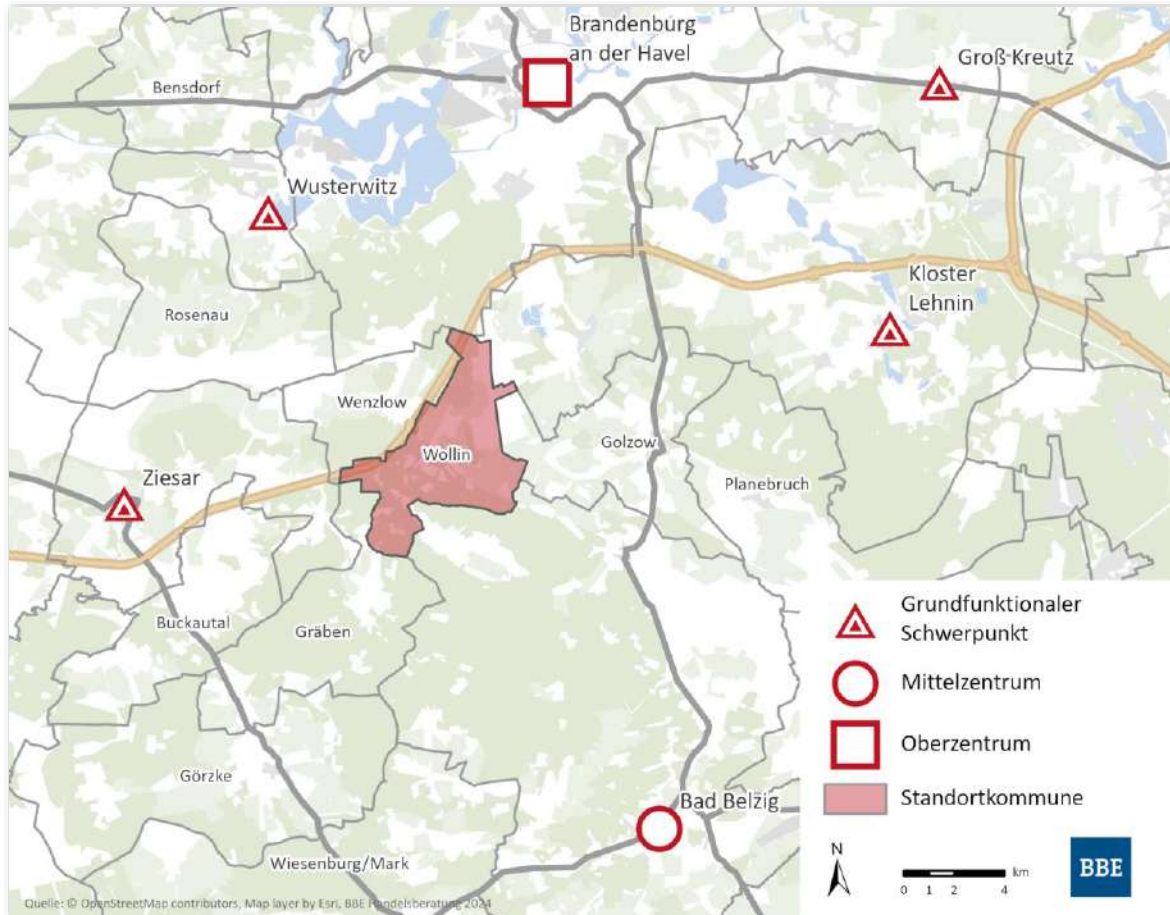 Brandenburg
an der Havel
Groß Kreutz
Bensdorf
Wusterwitz
Kloster
Lehnin
Rosenau
Wenzlow
Wollin
Golzow
Planebruch
Ziesar
Buckautal
Gräben
Görzke
Bad Belzig
Wiesenburg/Mark
Grundfunktionaler
Schwerpunkt
Mittelzentrum
Oberzentrum
Standortkommune
N
km
0 1 2 4
BBE
Quelle: © OpenStreetMap contributors, Map layer by Esri, BBE Handelsberatung 2024